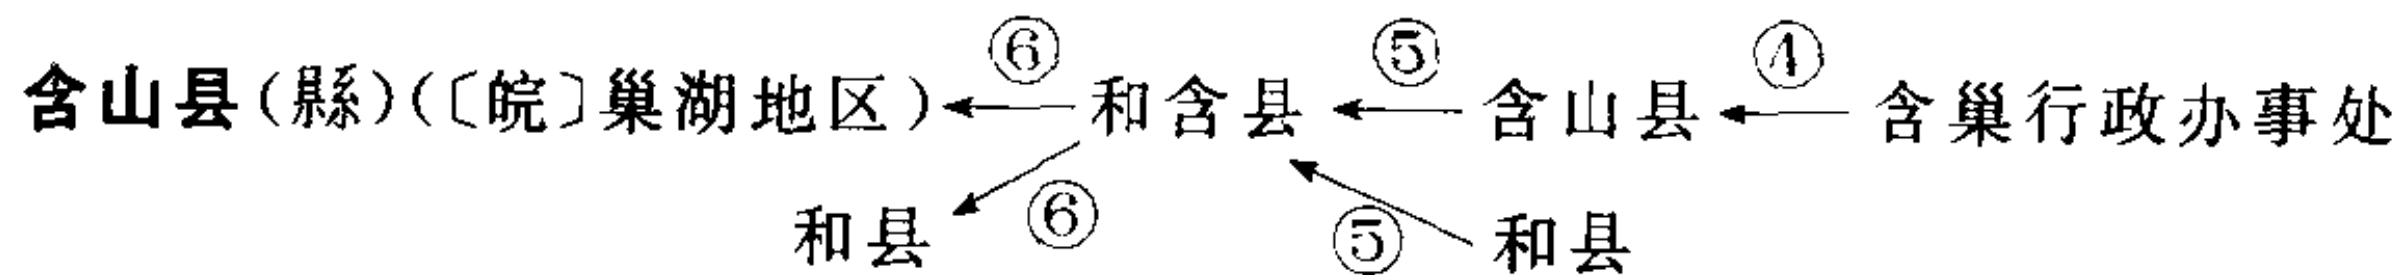 ⑥ ⑤ ④
含山县(縣)(〔皖〕巢湖地区)←和含县←含山县←含巢行政办事处
和县 ⑥ ⑤ 和县